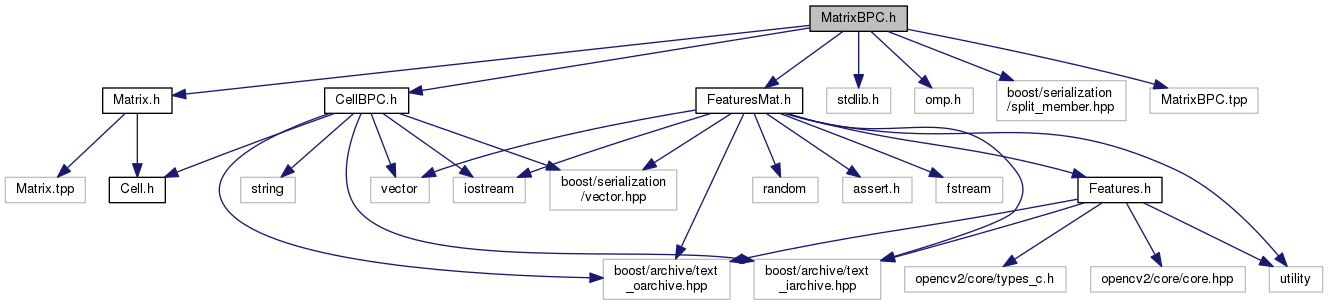 MatrixBPC.h
Matrix.h
CellBPC.h
FeaturesMat.h
stdlib.h
omp.h
boost/serialization
/split_member.hpp
MatrixBPC.tpp
Matrix.tpp
Cell.h
string
vector
iostream
boost/serialization
/vector.hpp
random
assert.h
fstream
Features.h
boost/archive/text
_oarchive.hpp
boost/archive/text
_iarchive.hpp
opencv2/core/types_c.h
opencv2/core/core.hpp
utility